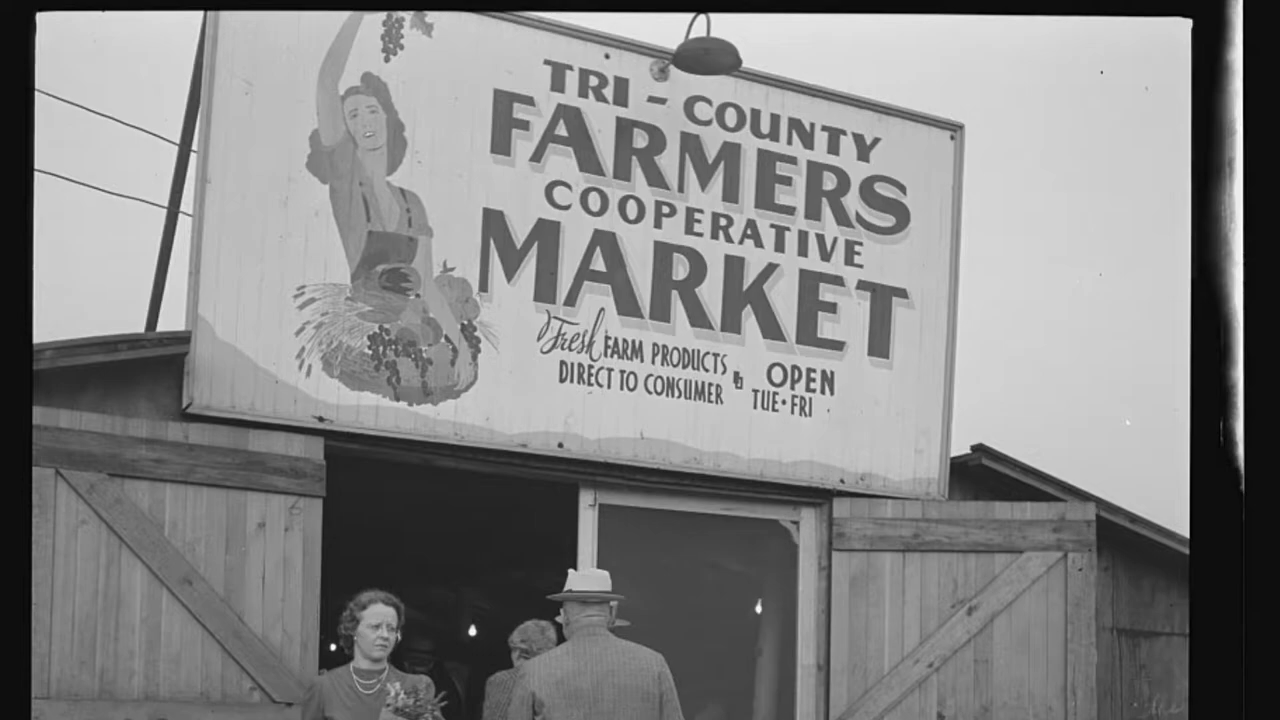 TRI-COUNTY
FARMERS
COOPERATIVE
MARKET
Fresh FARM PRODUCTS
DIRECT TO CONSUMER
OPEN
TUE•FRI